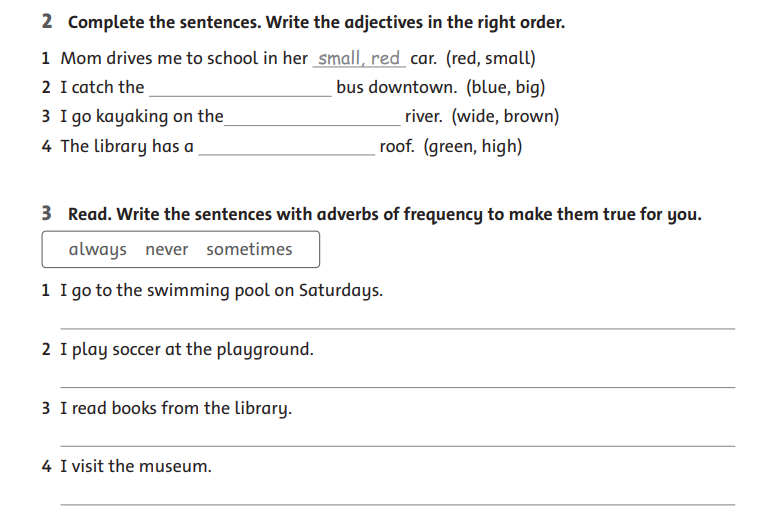 2 Complete the sentences. Write the adjectives in the right order.
1 Mom drives me to school in her small, red car. (red, small)
2 I catch the ____________________ bus downtown. (blue, big)
3 I go kayaking on the____________________ river. (wide, brown)
4 The library has a ____________________ roof. (green, high)
3 Read. Write the sentences with adverbs of frequency to make them true for you.
always never sometimes
1 I go to the swimming pool on Saturdays.
2 I play soccer at the playground.
3 I read books from the library.
4 I visit the museum.